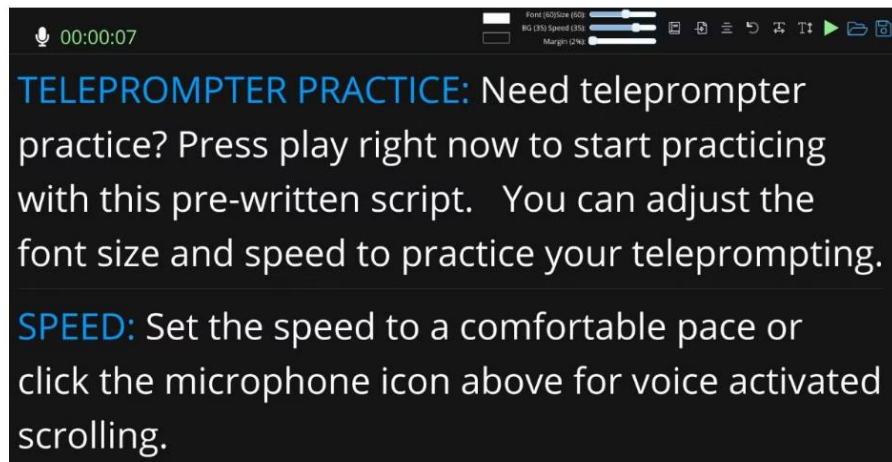 Font (60)Size (60):
00:00:07
BG (35) Speed (35):
Margin (2%):
TELEPROMPTER PRACTICE: Need teleprompter
practice? Press play right now to start practicing
with this pre-written script. You can adjust the
font size and speed to practice your teleprompting.
SPEED: Set the speed to a comfortable pace or
click the microphone icon above for voice activated
scrolling.